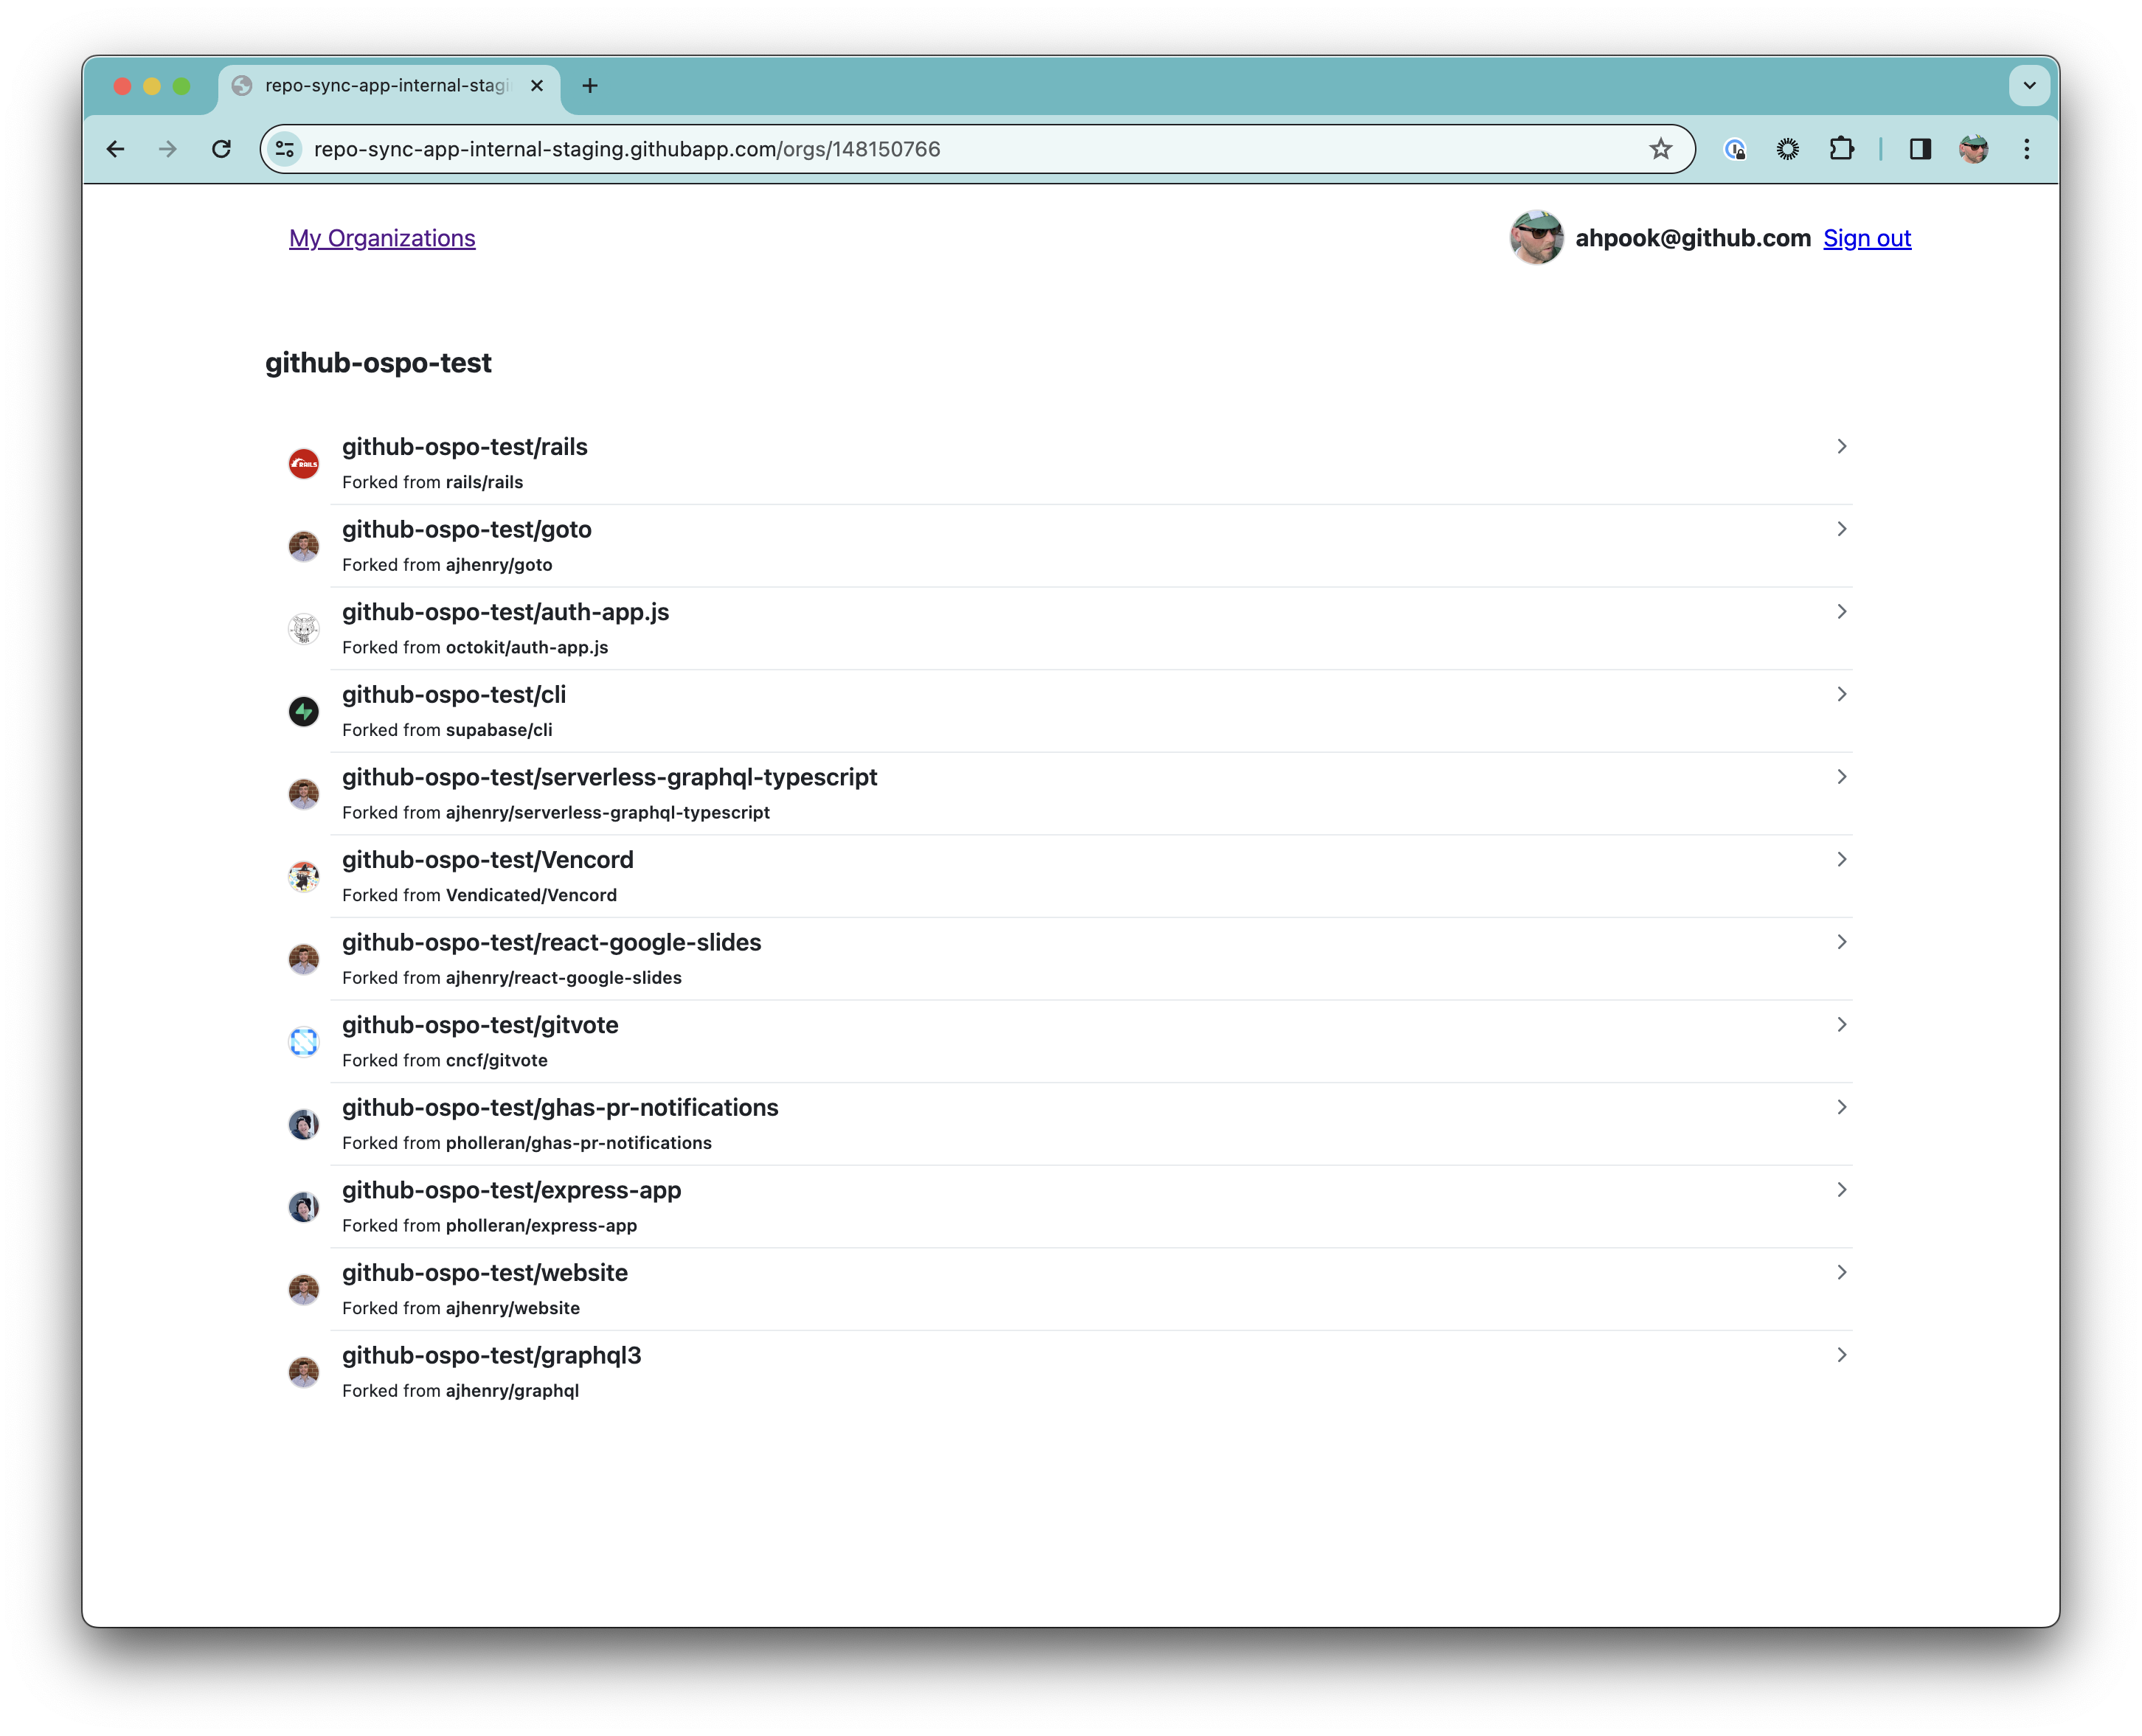 repo-sync-app-internal-stagi
repo-sync-app-internal-staging.githubapp.com/orgs/148150766
My Organizations
ahpook@github.com Sign out
github-ospo-test
github-ospo-test/rails
RAILS
Forked from rails/rails
github-ospo-test/goto
Forked from ajhenry/goto
github-ospo-test/auth-app.js
Forked from octokit/auth-app.js
github-ospo-test/cli
Forked from supabase/cli
github-ospo-test/serverless-graphql-typescript
Forked from ajhenry/serverless-graphql-typescript
github-ospo-test/Vencord
Forked from Vendicated/Vencord
github-ospo-test/react-google-slides
Forked from ajhenry/react-google-slides
github-ospo-test/gitvote
Forked from cncf/gitvote
github-ospo-test/ghas-pr-notifications
Forked from pholleran/ghas-pr-notifications
github-ospo-test/express-app
Forked from pholleran/express-app
github-ospo-test/website
Forked from ajhenry/website
github-ospo-test/graphql3
Forked from ajhenry/graphql